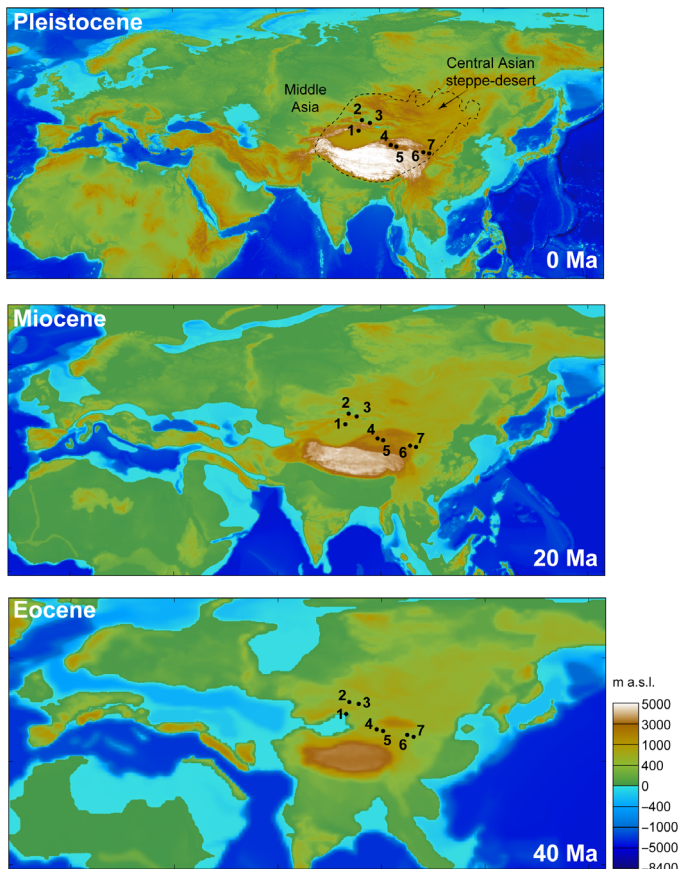 Pleistocene
Middle
Asia
Central Asian
steppe-desert
2
3
1
4
5
6
7
0 Ma
Miocene
2
3
1
4
5
6
7
20 Ma
Eocene
2
3
1
4
5
6
7
40 Ma
m a.s.l.
5000
3000
1000
400
0
−400
−1000
−5000
−8400